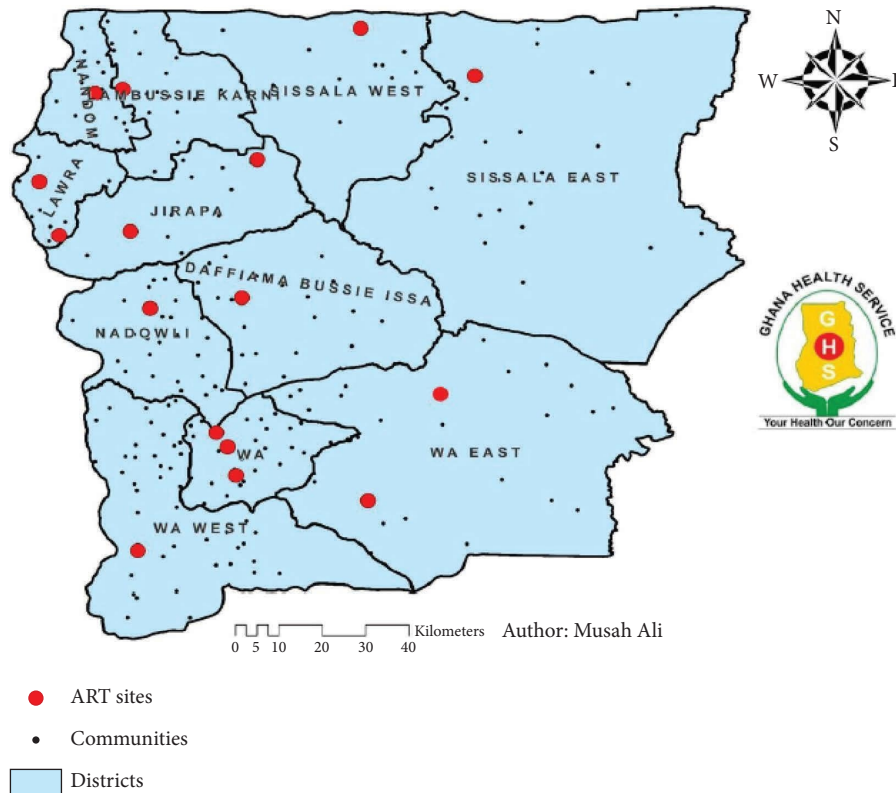 N
W
E
S
NANDOM
LAMBUSSIE KARNI
SISSALA WEST
SISSALA EAST
LAWRA
JIRAPA
DAFFIAMA BUSSIE ISSA
NADOWLI
WA
WA EAST
WA WEST
GHANA HEALTH SERVICE
G
H
S
Your Health Our Concern
Kilometers
0 5 10 20 30 40
Author: Musah Ali
ART sites
Communities
Districts